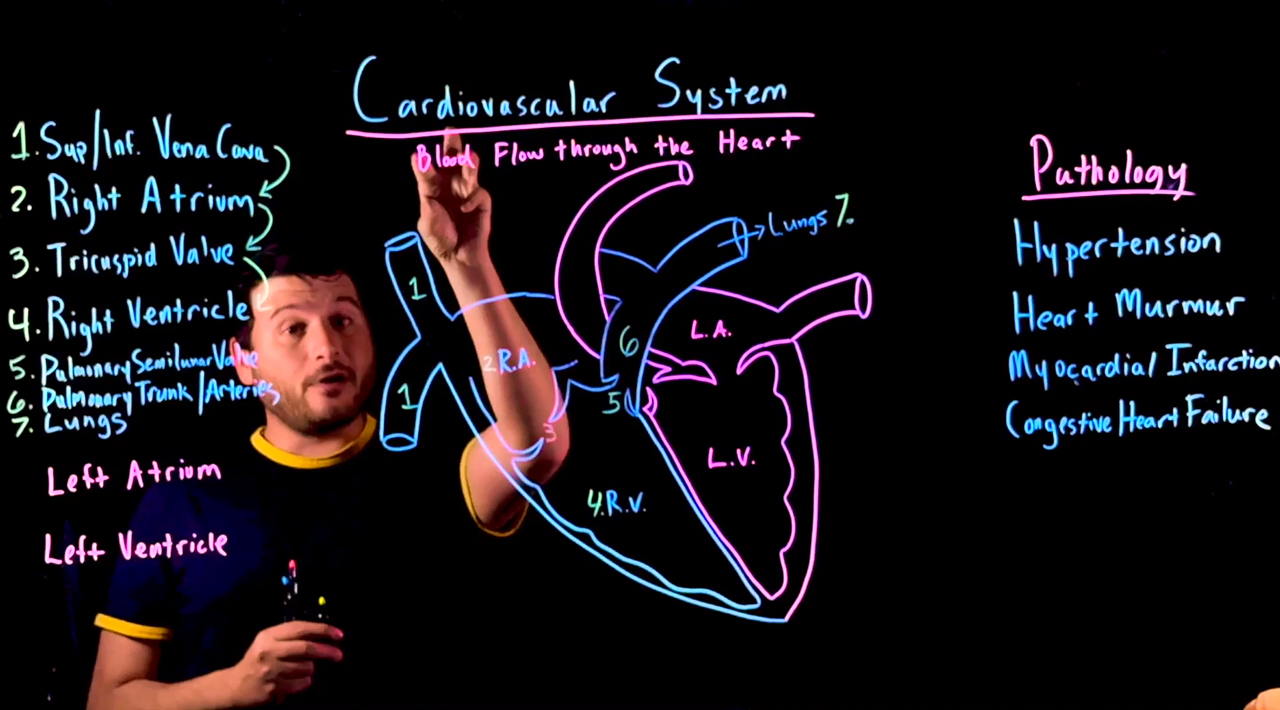 Cardiovascular System
Blood Flow through the Heart
1. Sup/Inf. Vena Cava
2. Right Atrium
3. Tricuspid Valve
4. Right Ventricle
5. Pulmonary Semilunar Valve
6. Pulmonary Trunk/Arteries
7. Lungs
Left Atrium
Left Ventricle
1
1
2 R.A.
3
4. R.V.
5
6
Lungs 7.
L.A.
L.V.
Pathology
Hypertension
Heart Murmur
Myocardial Infarction
Congestive Heart Failure